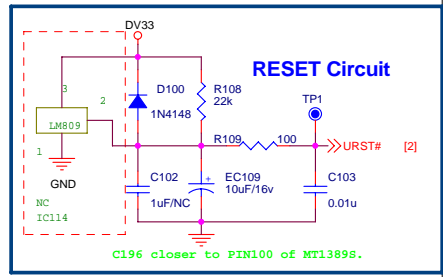 DV33
RESET Circuit
3
D100
R108
22k
TP1
2
1N4148
LM809
R109
100
URST#
[2]
1
GND
C102
EC109
C103
+
10uF/16v
NC
1uF/NC
0.01u
IC114
C196 closer to PIN100 of MT1389S.